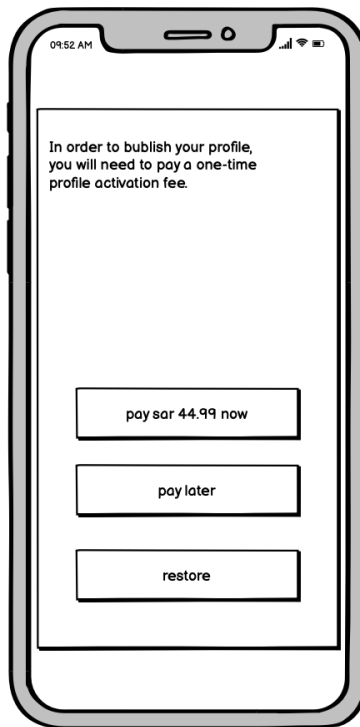 09:52 AM
In order to bublish your profile,
you will need to pay a one-time
profile activation fee.
pay sar 44.99 now
pay later
restore